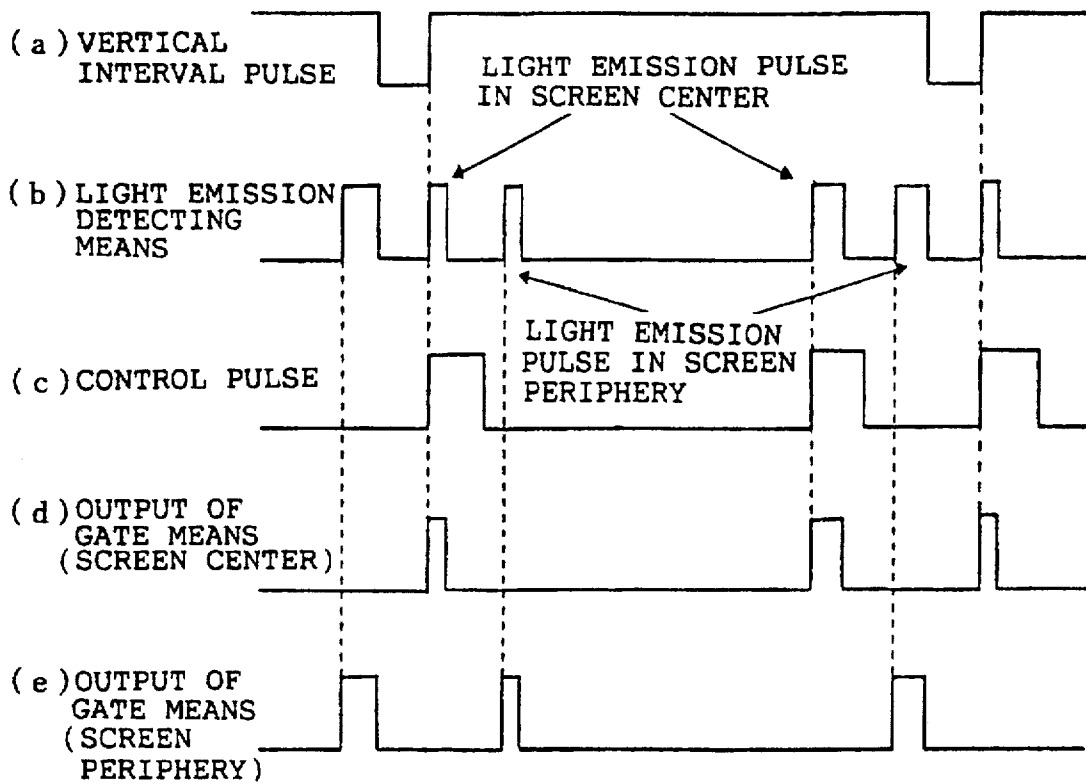 (a) VERTICAL
INTERVAL PULSE
LIGHT EMISSION PULSE
IN SCREEN CENTER
(b) LIGHT EMISSION
DETECTING
MEANS
LIGHT EMISSION
PULSE IN SCREEN
PERIPHERY
(c) CONTROL PULSE
(d) OUTPUT OF
GATE MEANS
(SCREEN CENTER)
(e) OUTPUT OF
GATE MEANS
(SCREEN
PERIPHERY)